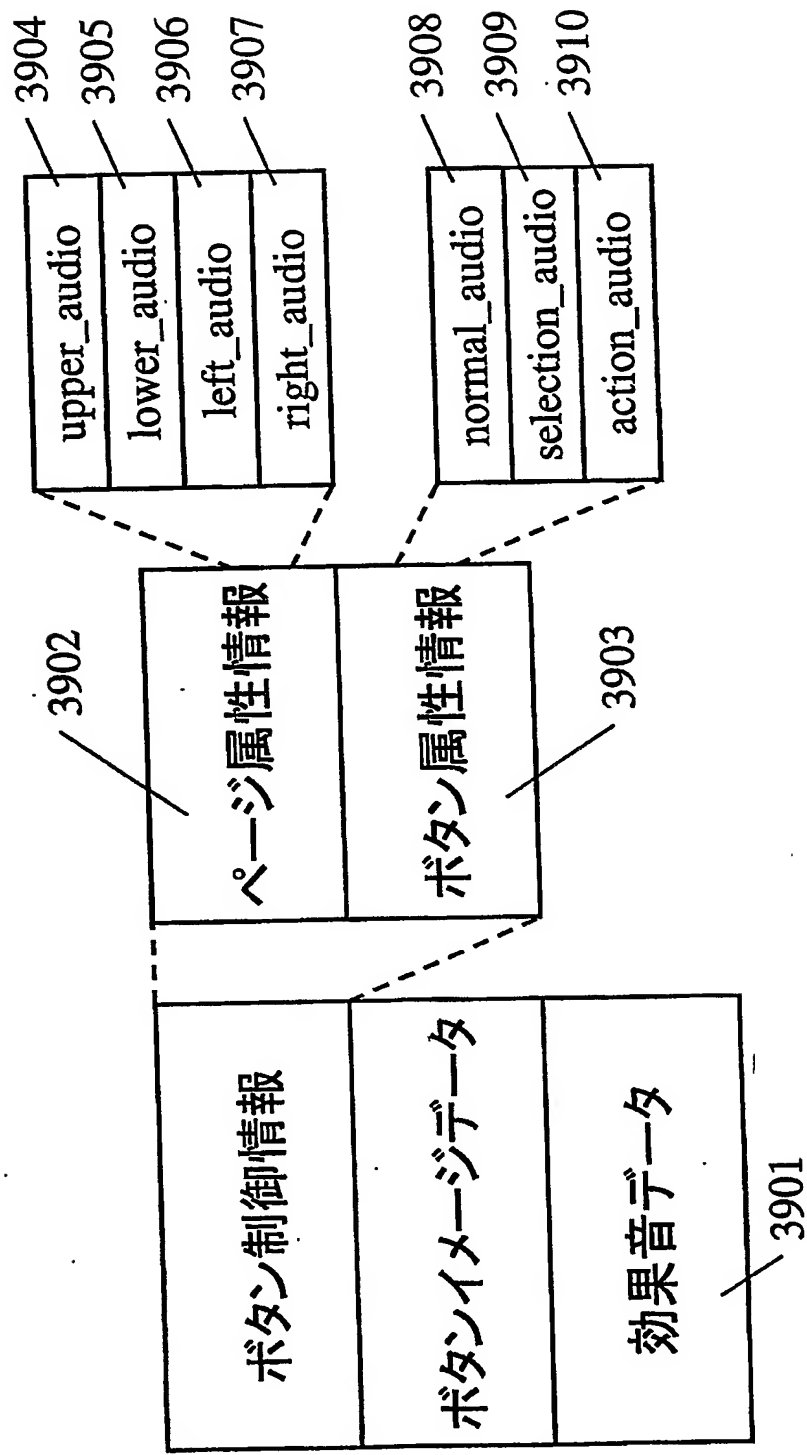 ボタン制御情報
ボタンイメージデータ
効果音データ
3901
3902
ページ属性情報
ボタン属性情報
3903
upper_audio
3904
lower_audio
3905
left_audio
3906
right_audio
3907
normal_audio
3908
selection_audio
3909
action_audio
3910